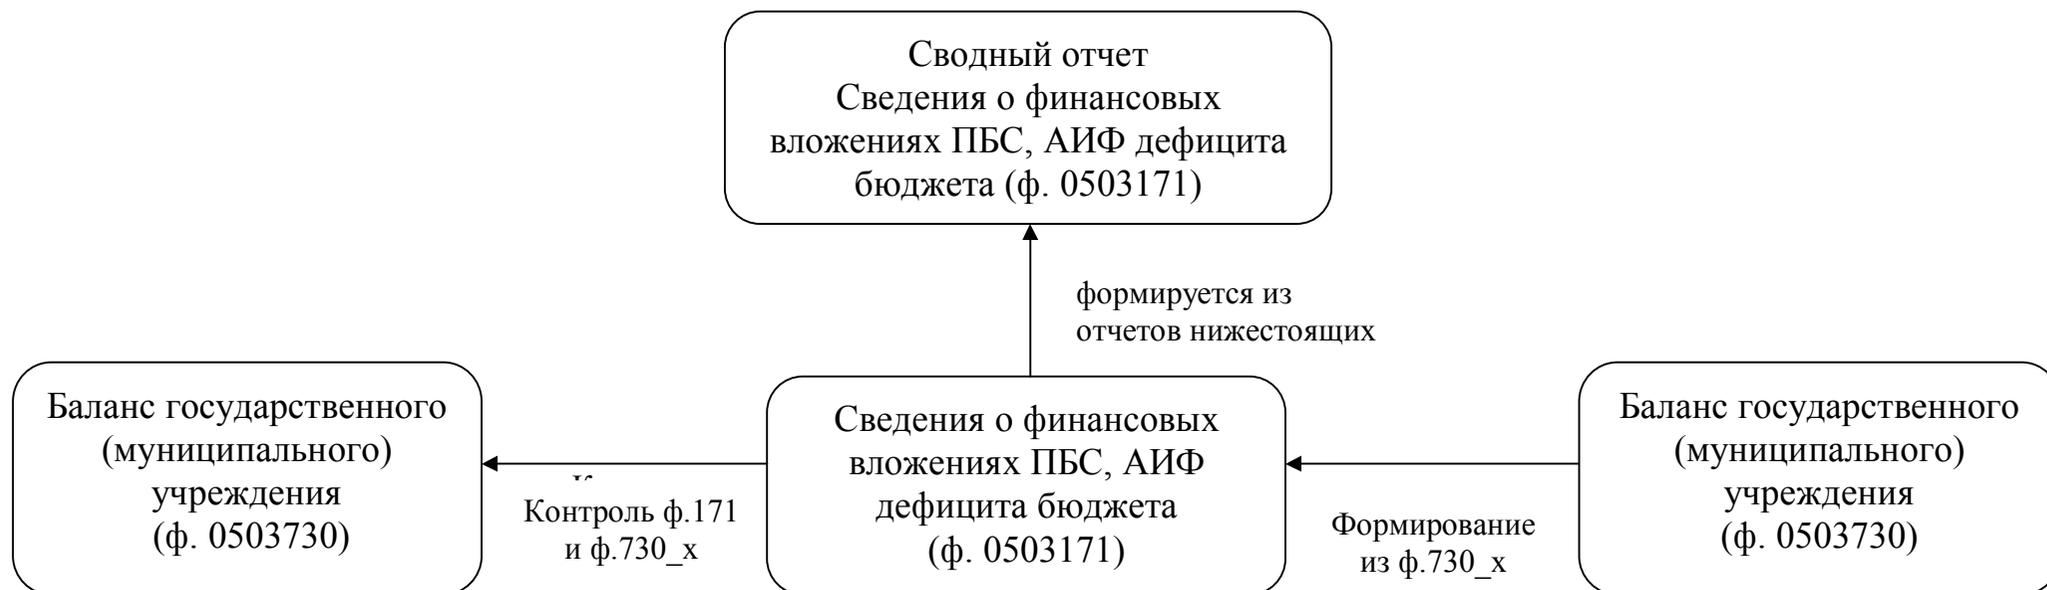 Сводный отчет
Сведения о финансовых
вложениях ПБС, АИФ дефицита
бюджета (ф. 0503171)
формируется из
отчетов нижестоящих
Баланс государственного
(муниципального)
учреждения
(ф. 0503730)
Контроль ф.171
и ф.730_х
Сведения о финансовых
вложениях ПБС, АИФ
дефицита бюджета
(ф. 0503171)
Формирование
из ф.730_х
Баланс государственного
(муниципального)
учреждения
(ф. 0503730)